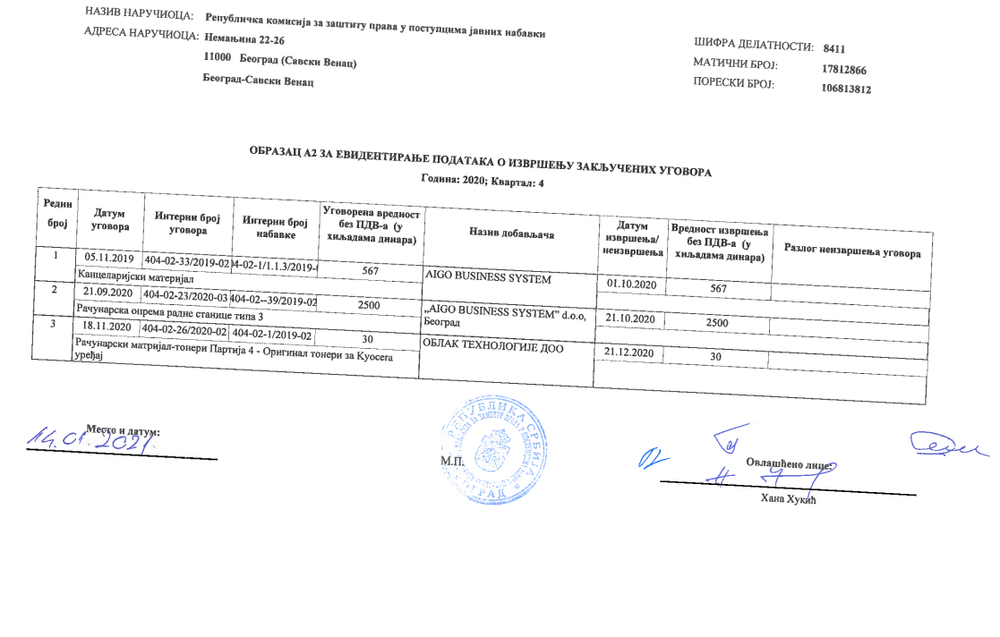 НАЗИВ НАРУЧИОЦА: Републичка комисија за заштиту права у поступцима јавних набавки
АДРЕСА НАРУЧИОЦА: Немањина 22-26
11000 Београд (Савски Венац)
Београд-Савски Венац
ШИФРА ДЕЛАТНОСТИ: 8411
МАТИЧНИ БРОЈ: 17812866
ПОРЕСКИ БРОЈ: 106813812
ОБРАЗАЦ А2 ЗА ЕВИДЕНТИРАЊЕ ПОДАТАКА О ИЗВРШЕЊУ ЗАКЉУЧЕНИХ УГОВОРА
Година: 2020; Квартал: 4
Редни број Датум уговора Интерни број уговора Интерни број набавке Уговорена вредност без ПДВ-а (у хиљадама динара) Назив добављача Датум извршења/ неизвршења Вредност извршења без ПДВ-а (у хиљадама динара) Разлог неизвршења уговора
1 05.11.2019 404-02-33/2019-02 04-02-1/1.1.3/2019-0 567 AIGO BUSINESS SYSTEM 01.10.2020 567
Канцеларијски материјал
2 21.09.2020 404-02-23/2020-03 404-02--39/2019-02 2500 „AIGO BUSINESS SYSTEM” d.o.o, Београд 21.10.2020 2500
Рачунарска опрема радне станице типа 3
3 18.11.2020 404-02-26/2020-02 404-02-1/2019-02 30 ОБЛАК ТЕХНОЛОГИЈЕ ДОО 21.12.2020 30
Рачунарски матријал-тонери Партија 4 - Оригинал тонери за Kyocera
уређај
Место и датум:
14.01.2021.
М.П.
РЕПУБЛИКА СРБИЈА
БЕОГРАД
Овлашћено лице:
Хана Хукић